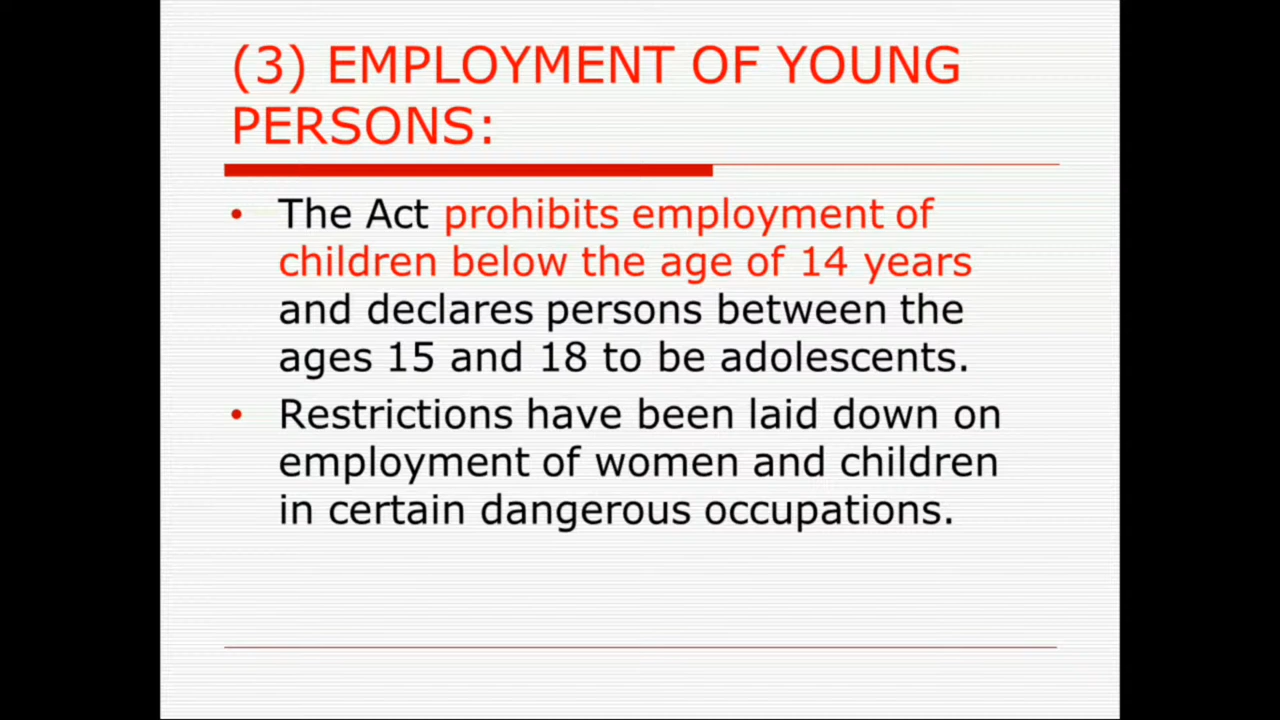 (3) EMPLOYMENT OF YOUNG
PERSONS:
• The Act prohibits employment of
children below the age of 14 years
and declares persons between the
ages 15 and 18 to be adolescents.
• Restrictions have been laid down on
employment of women and children
in certain dangerous occupations.